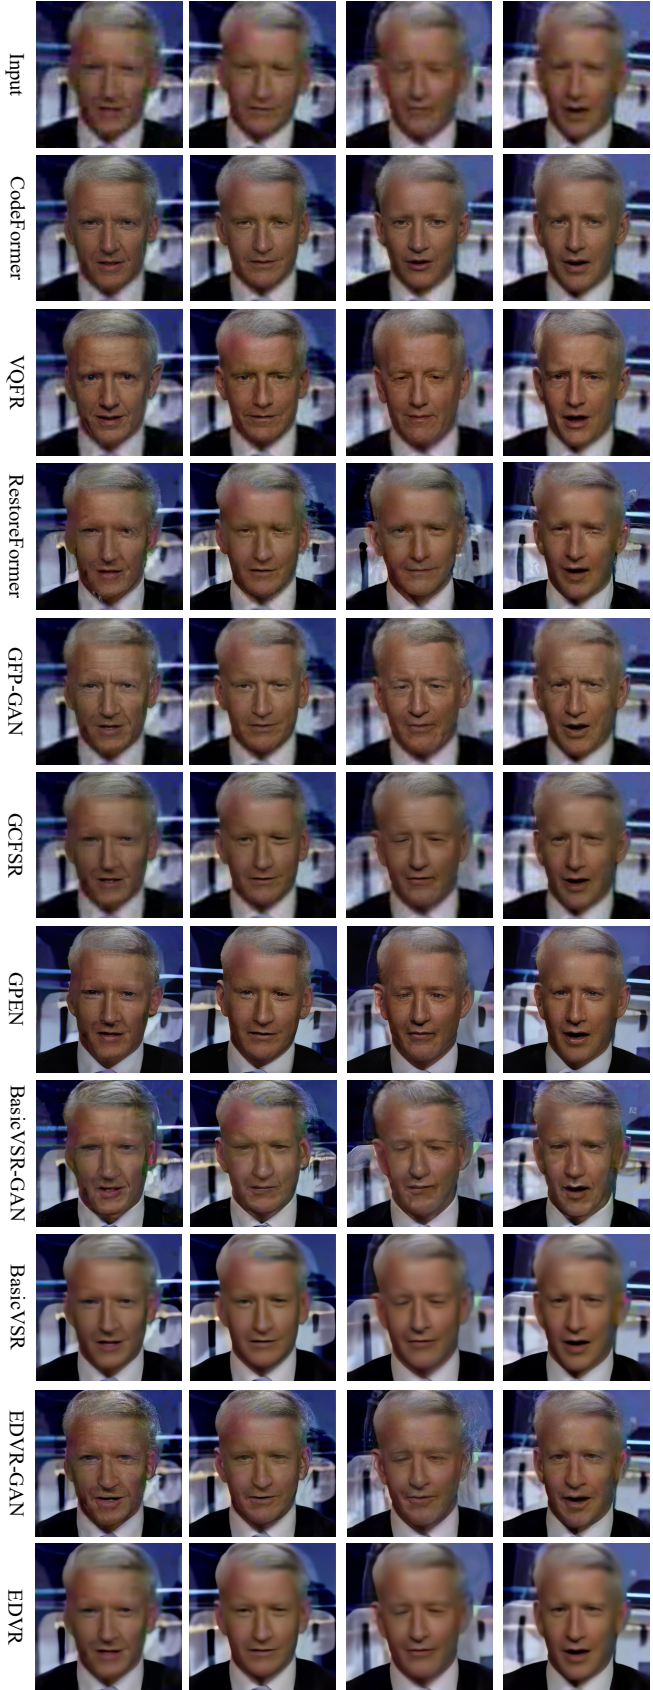 Input
CodeFormer
VQFR
RestoreFormer
GFP-GAN
GCFSR
GPEN
BasicVSR-GAN
BasicVSR
EDVR-GAN
EDVR